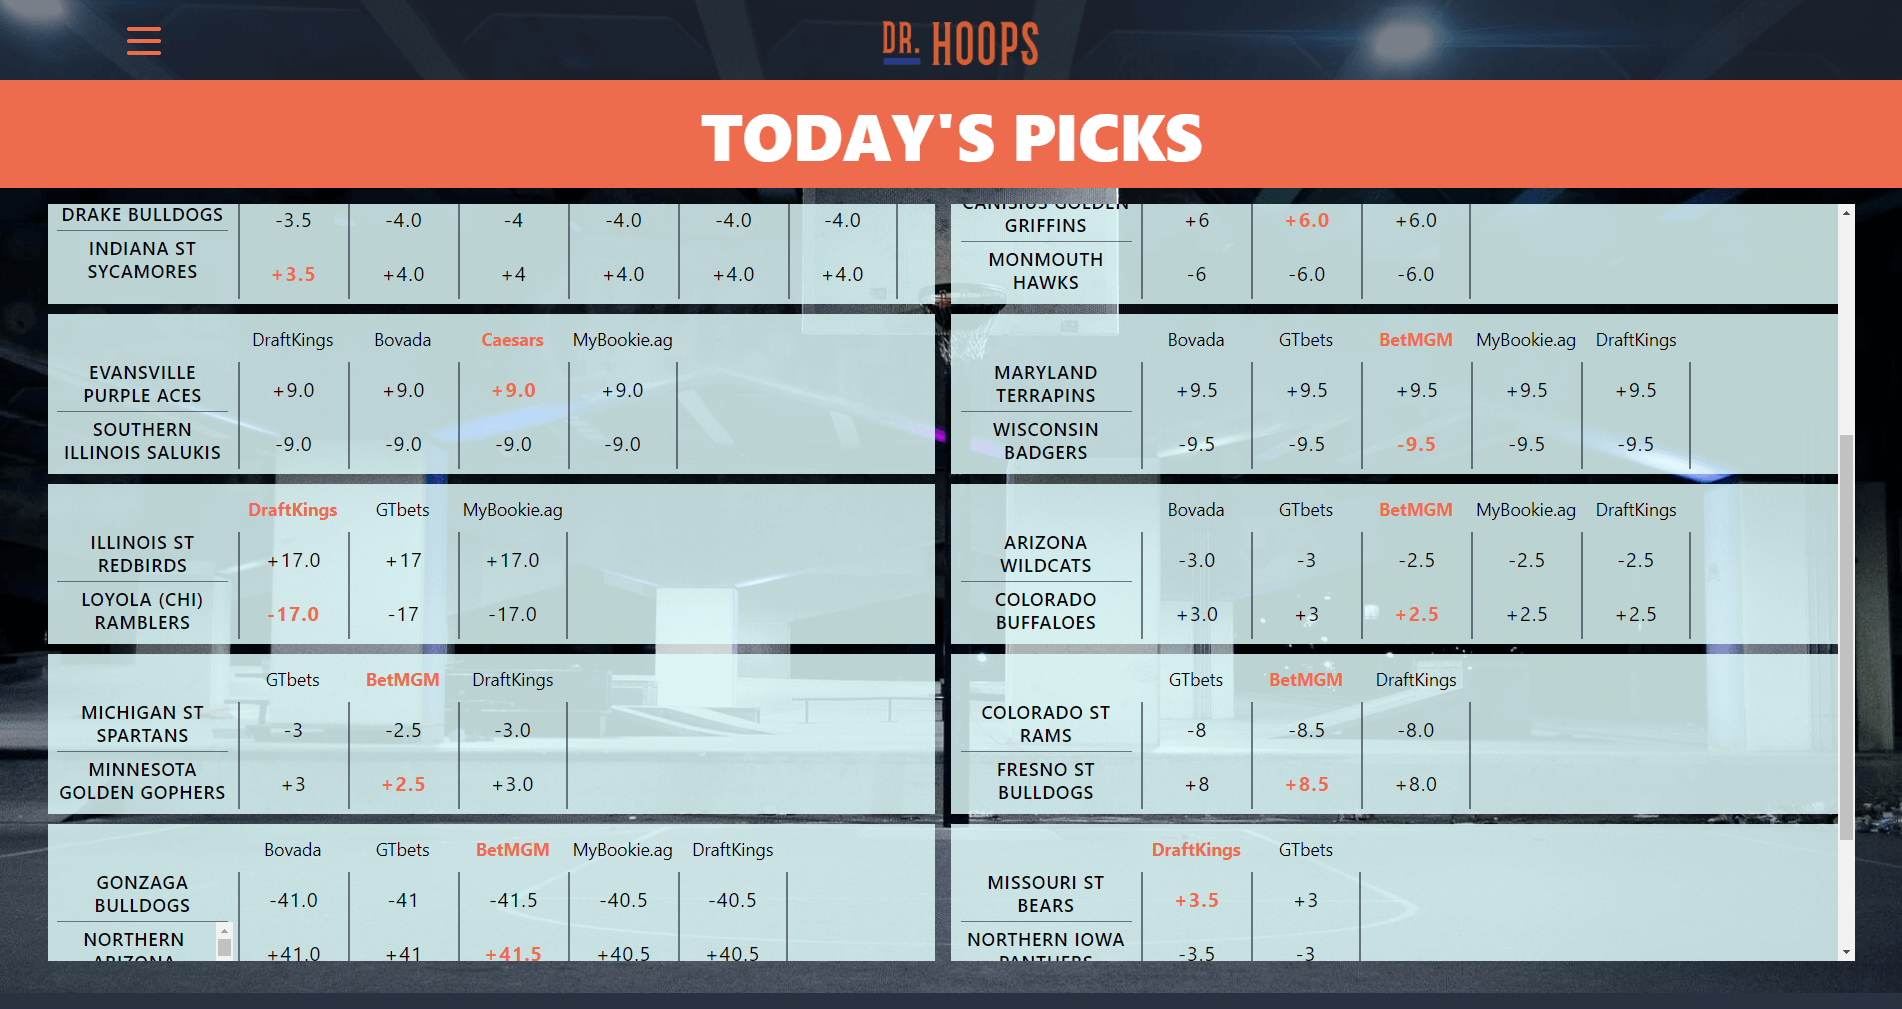 DR. HOOPS
TODAY'S PICKS
DRAKE BULLDOGS -3.5 -4.0 -4 -4.0 -4.0 -4.0
INDIANA ST
SYCAMORES +3.5 +4.0 +4 +4.0 +4.0 +4.0
CANISIUS GOLDEN
GRIFFINS +6 +6.0 +6.0
MONMOUTH
HAWKS -6 -6.0 -6.0
DraftKings Bovada Caesars MyBookie.ag
EVANSVILLE
PURPLE ACES +9.0 +9.0 +9.0 +9.0
SOUTHERN
ILLINOIS SALUKIS -9.0 -9.0 -9.0 -9.0
Bovada GTbets BetMGM MyBookie.ag DraftKings
MARYLAND
TERRAPINS +9.5 +9.5 +9.5 +9.5 +9.5
WISCONSIN
BADGERS -9.5 -9.5 -9.5 -9.5 -9.5
DraftKings GTbets MyBookie.ag
ILLINOIS ST
REDBIRDS +17.0 +17 +17.0
LOYOLA (CHI)
RAMBLERS -17.0 -17 -17.0
Bovada GTbets BetMGM MyBookie.ag DraftKings
ARIZONA
WILDCATS -3.0 -3 -2.5 -2.5 -2.5
COLORADO
BUFFALOES +3.0 +3 +2.5 +2.5 +2.5
GTbets BetMGM DraftKings
MICHIGAN ST
SPARTANS -3 -2.5 -3.0
MINNESOTA
GOLDEN GOPHERS +3 +2.5 +3.0
GTbets BetMGM DraftKings
COLORADO ST
RAMS -8 -8.5 -8.0
FRESNO ST
BULLDOGS +8 +8.5 +8.0
Bovada GTbets BetMGM MyBookie.ag DraftKings
GONZAGA
BULLDOGS -41.0 -41 -41.5 -40.5 -40.5
NORTHERN
ARIZONA +41.0 +41 +41.5 +40.5 +40.5
DraftKings GTbets
MISSOURI ST
BEARS +3.5 +3
NORTHERN IOWA
PANTHERS -3.5 -3